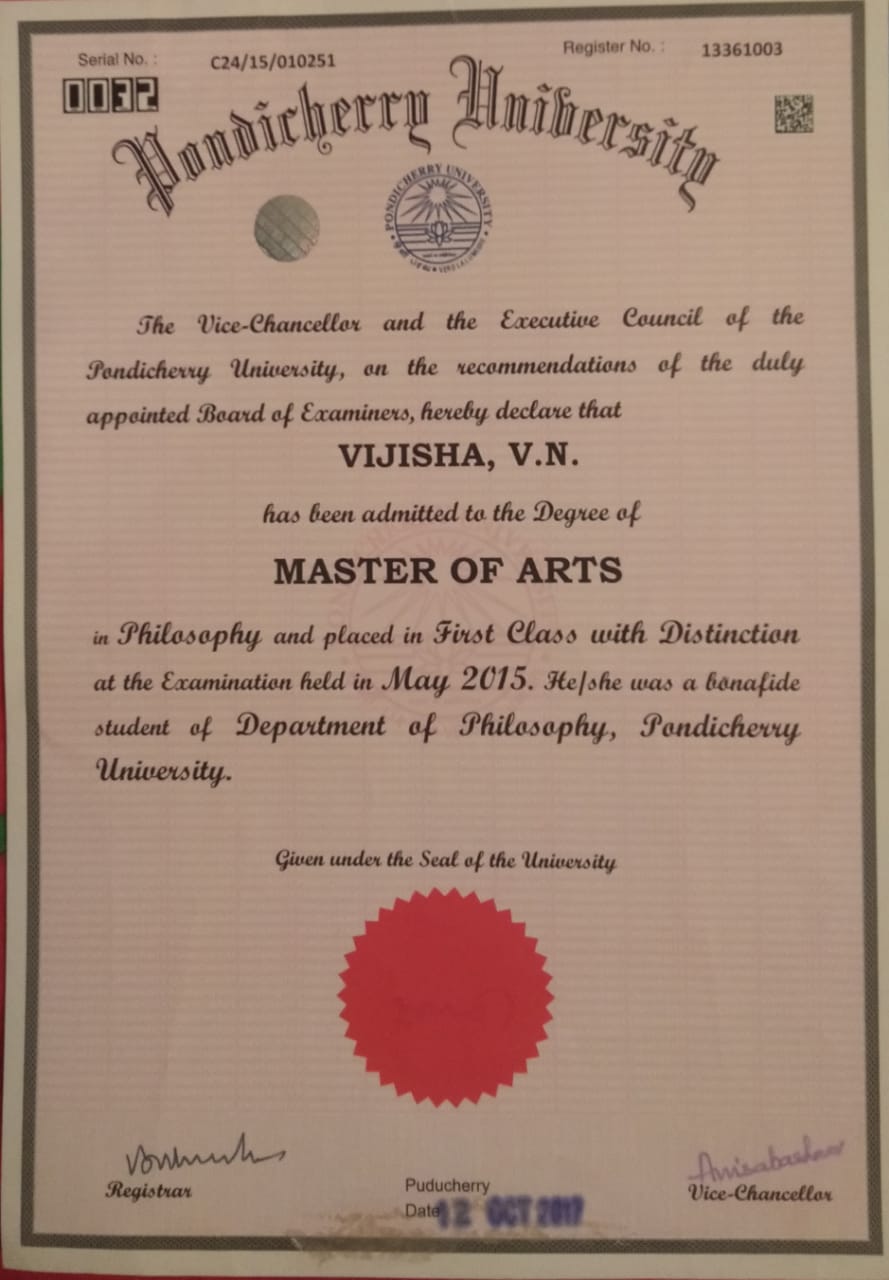 Serial No. : C24/15/010251 Register No. : 13361003
0032
Pondicherry University
PONDICHERRY UNIVERSITY
The Vice-Chancellor and the Executive Council of the
Pondicherry University, on the recommendations of the duly
appointed Board of Examiners, hereby declare that
VIJISHA, V.N.
has been admitted to the Degree of
MASTER OF ARTS
in Philosophy and placed in First Class with Distinction
at the Examination held in May 2015. He/she was a bonafide
student of Department of Philosophy, Pondicherry
University.
Given under the Seal of the University
Registrar
Puducherry
Date 12 OCT 2017
Vice-Chancellor